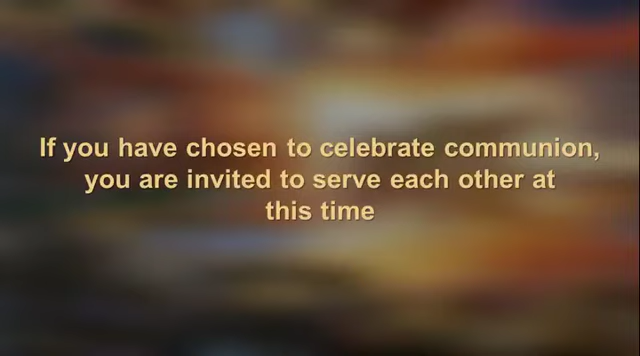 If you have chosen to celebrate communion,
you are invited to serve each other at
this time